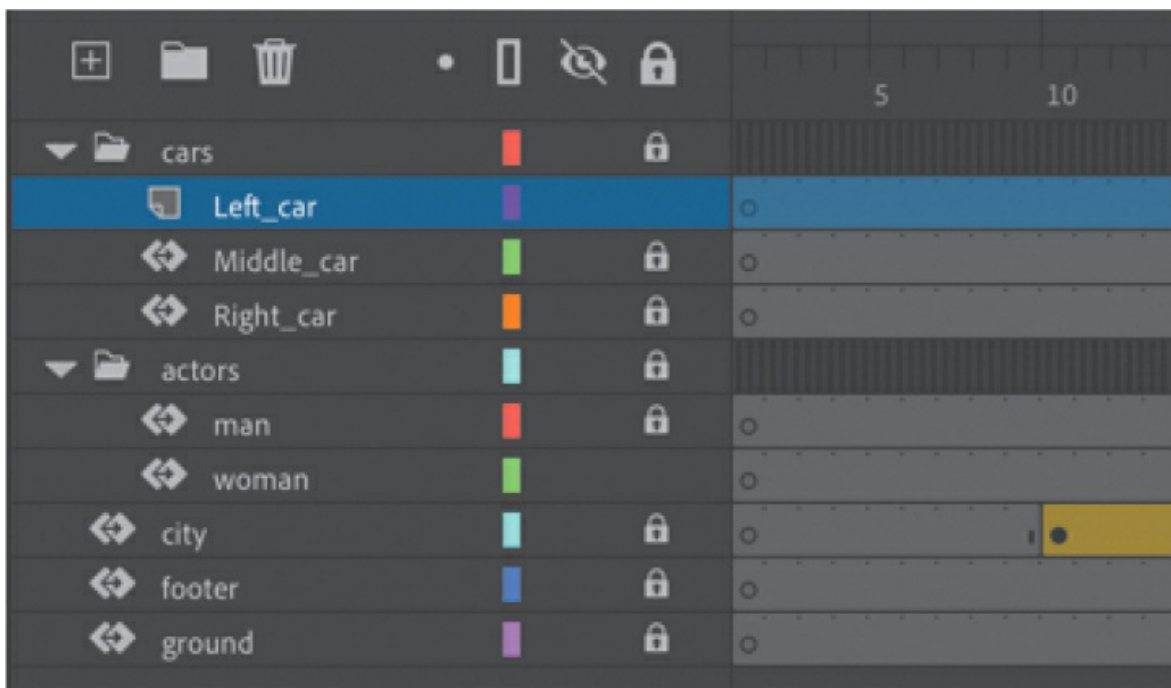 5 10
cars
Left_car
Middle_car
Right_car
actors
man
woman
city
footer
ground